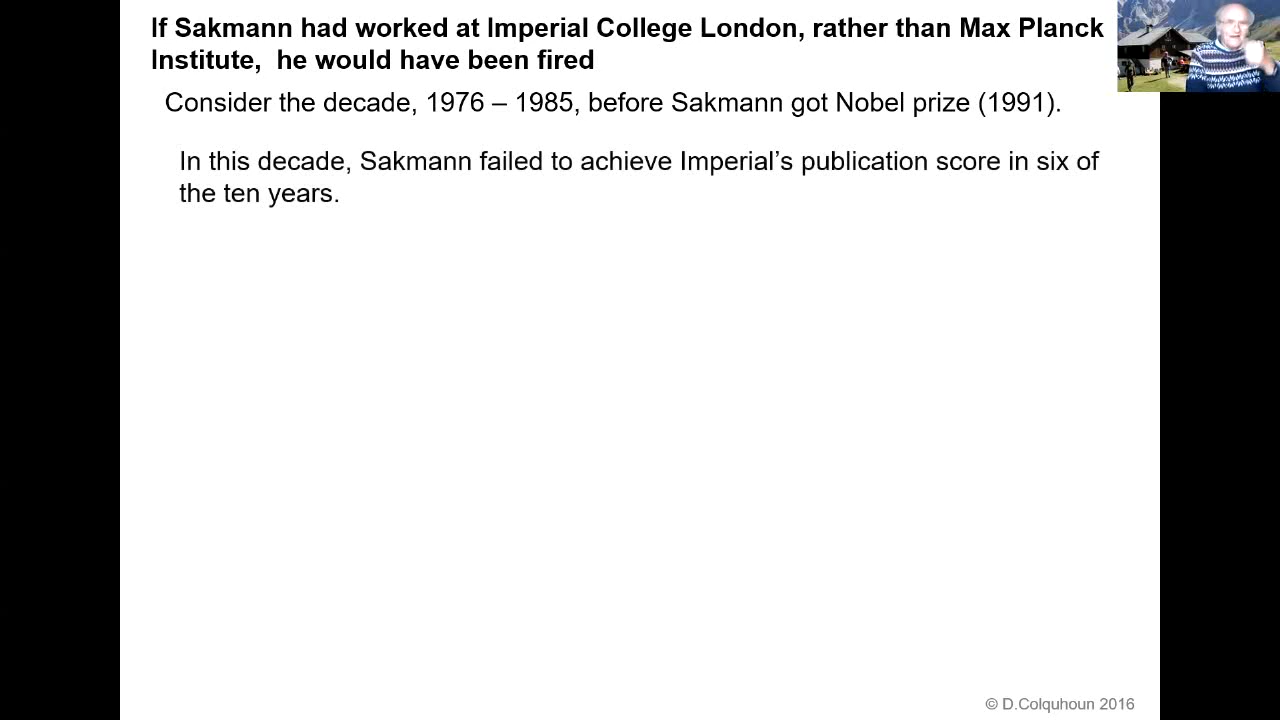 If Sakmann had worked at Imperial College London, rather than Max Planck
Institute,  he would have been fired
Consider the decade, 1976 – 1985, before Sakmann got Nobel prize (1991).
In this decade, Sakmann failed to achieve Imperial’s publication score in six of
the ten years.
© D.Colquhoun 2016